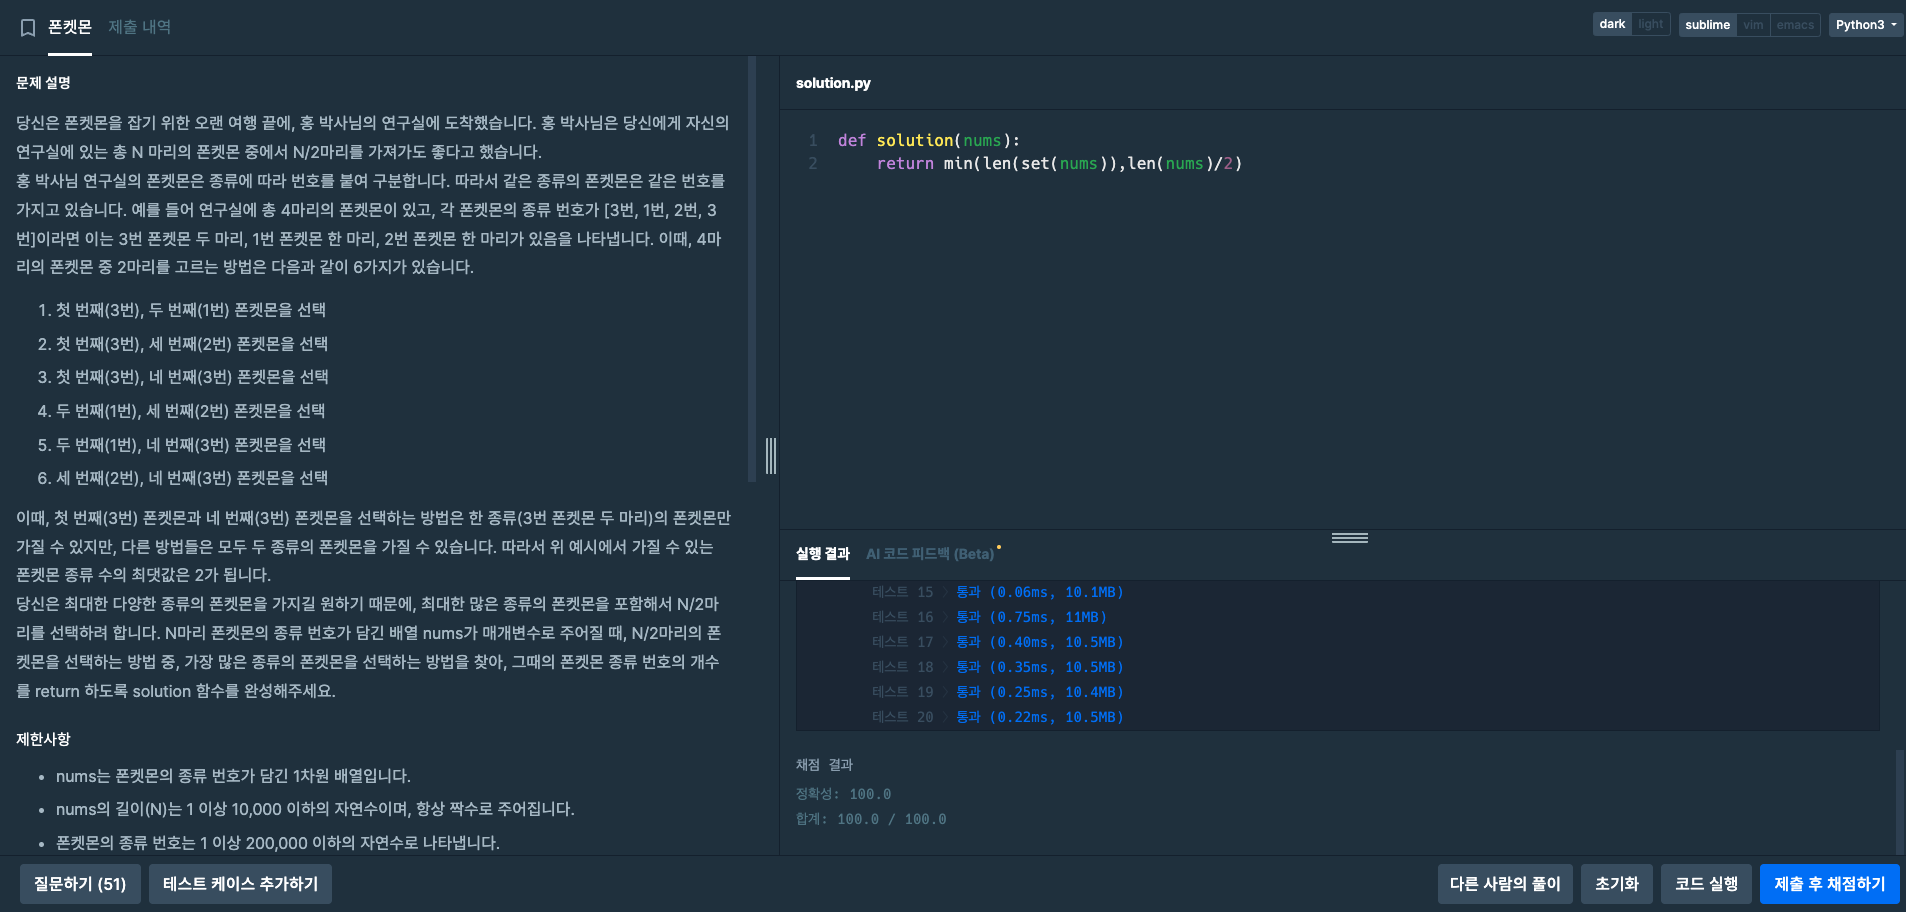 폰켓몬 제출 내역
dark light sublime vim emacs Python3
문제 설명
당신은 폰켓몬을 잡기 위한 오랜 여행 끝에, 홍 박사님의 연구실에 도착했습니다. 홍 박사님은 당신에게 자신의
연구실에 있는 총 N 마리의 폰켓몬 중에서 N/2마리를 가져가도 좋다고 했습니다.
홍 박사님 연구실의 폰켓몬은 종류에 따라 번호를 붙여 구분합니다. 따라서 같은 종류의 폰켓몬은 같은 번호를
가지고 있습니다. 예를 들어 연구실에 총 4마리의 폰켓몬이 있고, 각 폰켓몬의 종류 번호가 [3번, 1번, 2번, 3
번]이라면 이는 3번 폰켓몬 두 마리, 1번 폰켓몬 한 마리, 2번 폰켓몬 한 마리가 있음을 나타냅니다. 이때, 4마
리의 폰켓몬 중 2마리를 고르는 방법은 다음과 같이 6가지가 있습니다.
1. 첫 번째(3번), 두 번째(1번) 폰켓몬을 선택
2. 첫 번째(3번), 세 번째(2번) 폰켓몬을 선택
3. 첫 번째(3번), 네 번째(3번) 폰켓몬을 선택
4. 두 번째(1번), 세 번째(2번) 폰켓몬을 선택
5. 두 번째(1번), 네 번째(3번) 폰켓몬을 선택
6. 세 번째(2번), 네 번째(3번) 폰켓몬을 선택
이때, 첫 번째(3번) 폰켓몬과 네 번째(3번) 폰켓몬을 선택하는 방법은 한 종류(3번 폰켓몬 두 마리)의 폰켓몬만
가질 수 있지만, 다른 방법들은 모두 두 종류의 폰켓몬을 가질 수 있습니다. 따라서 위 예시에서 가질 수 있는
폰켓몬 종류 수의 최댓값은 2가 됩니다.
당신은 최대한 다양한 종류의 폰켓몬을 가지길 원하기 때문에, 최대한 많은 종류의 폰켓몬을 포함해서 N/2마
리를 선택하려 합니다. N마리 폰켓몬의 종류 번호가 담긴 배열 nums가 매개변수로 주어질 때, N/2마리의 폰
켓몬을 선택하는 방법 중, 가장 많은 종류의 폰켓몬을 선택하는 방법을 찾아, 그때의 폰켓몬 종류 번호의 개수
를 return 하도록 solution 함수를 완성해주세요.
제한사항
• nums는 폰켓몬의 종류 번호가 담긴 1차원 배열입니다.
• nums의 길이(N)는 1 이상 10,000 이하의 자연수이며, 항상 짝수로 주어집니다.
• 폰켓몬의 종류 번호는 1 이상 200,000 이하의 자연수로 나타냅니다.
solution.py
1 def solution(nums):
2 return min(len(set(nums)),len(nums)/2)
실행 결과 AI 코드 피드백 (Beta)
테스트 15 〉 통과 (0.06ms, 10.1MB)
테스트 16 〉 통과 (0.75ms, 11MB)
테스트 17 〉 통과 (0.40ms, 10.5MB)
테스트 18 〉 통과 (0.35ms, 10.5MB)
테스트 19 〉 통과 (0.25ms, 10.4MB)
테스트 20 〉 통과 (0.22ms, 10.5MB)
채점 결과
정확성: 100.0
합계: 100.0 / 100.0
질문하기 (51) 테스트 케이스 추가하기 다른 사람의 풀이 초기화 코드 실행 제출 후 채점하기